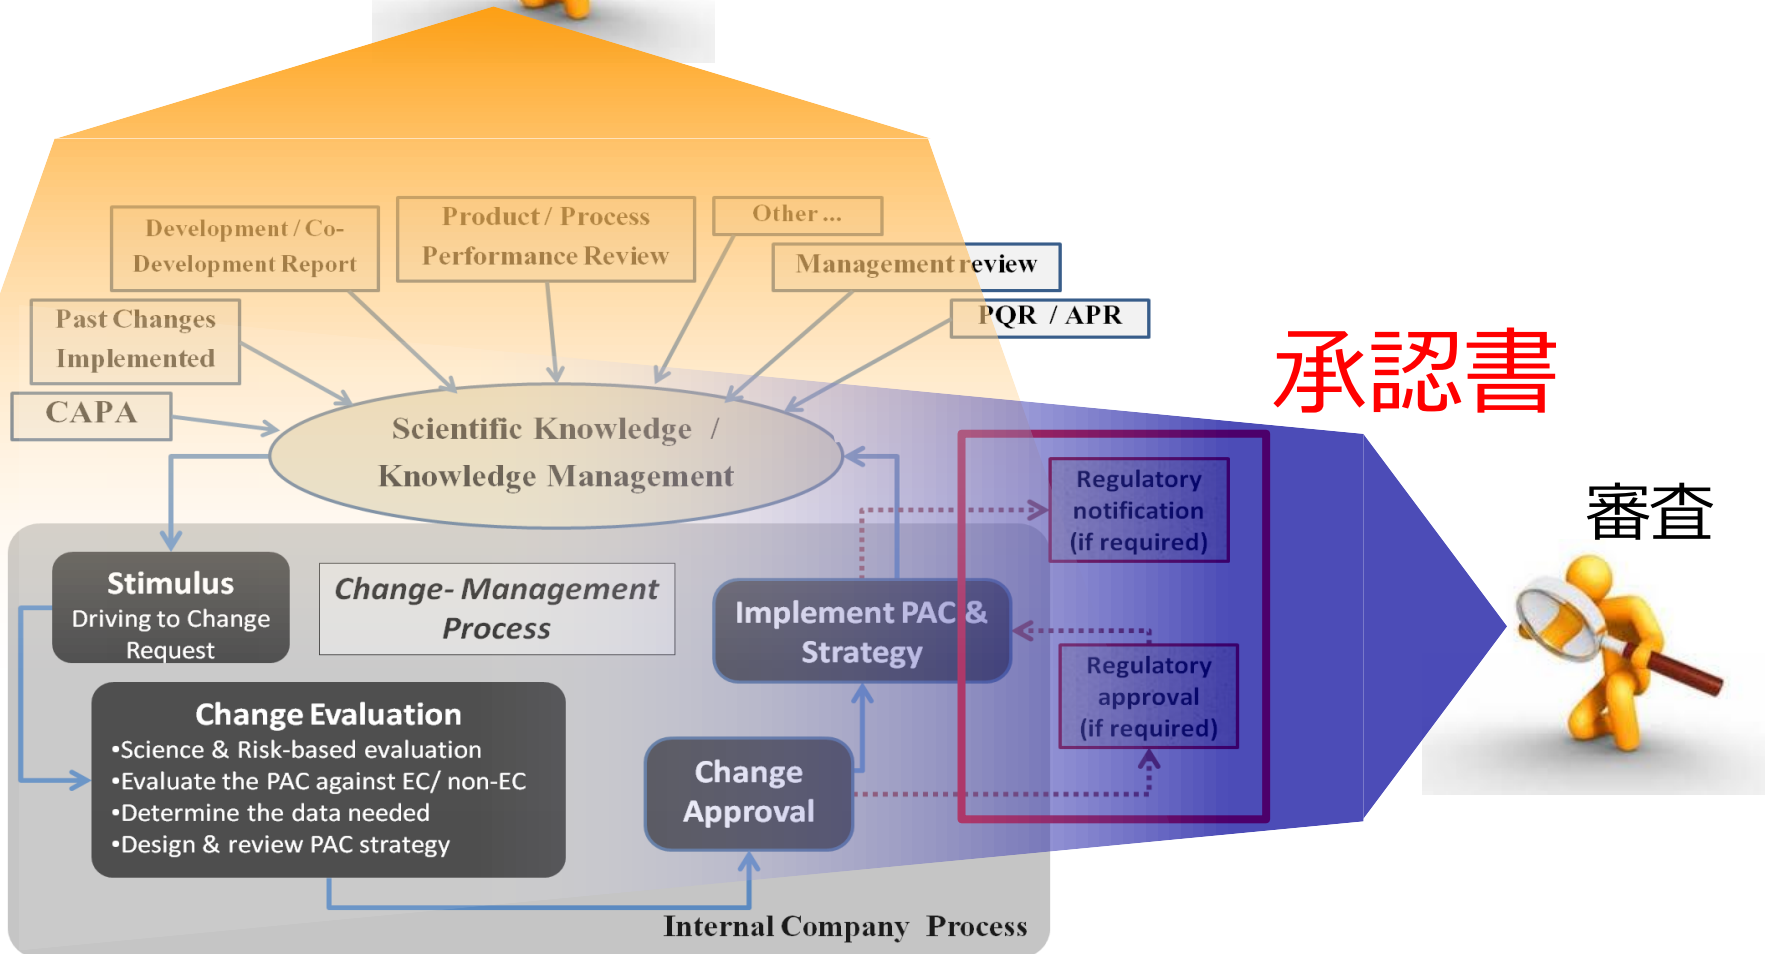 Development / Co-
Development Report
Product / Process
Performance Review
Other ...
Management review
PQR / APR
Past Changes
Implemented
CAPA
Scientific Knowledge /
Knowledge Management
承認書
審査
Regulatory
notification
(if required)
Stimulus
Driving to Change
Request
Change- Management
Process
Implement PAC &
Strategy
Regulatory
approval
(if required)
Change Evaluation
•Science & Risk-based evaluation
•Evaluate the PAC against EC/ non-EC
•Determine the data needed
•Design & review PAC strategy
Change
Approval
Internal Company Process